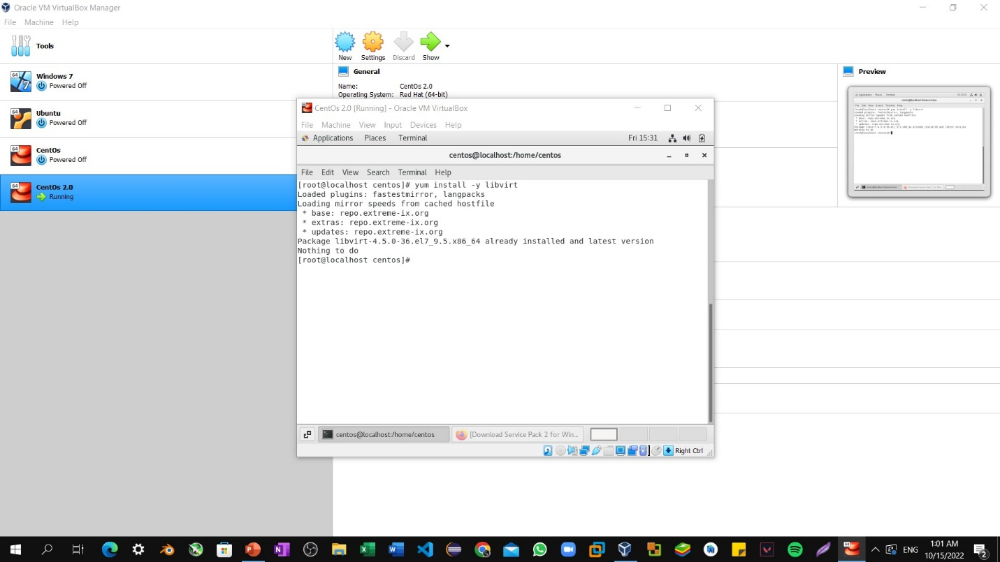 Oracle VM VirtualBox Manager
File Machine Help
Tools
New Settings Discard Show
64
Windows 7
Powered Off
64
Ubuntu
Powered Off
64
CentOs
Powered Off
64
CentOs 2.0
Running
General
Name: CentOs 2.0
Operating System: Red Hat (64-bit)
Preview
CentOs 2.0 [Running] - Oracle VM VirtualBox
File Machine View Input Devices Help
Applications Places Terminal Fri 15:31
centos@localhost:/home/centos
File Edit View Search Terminal Help
[root@localhost centos]# yum install -y libvirt
Loaded plugins: fastestmirror, langpacks
Loading mirror speeds from cached hostfile
* base: repo.extreme-ix.org
* extras: repo.extreme-ix.org
* updates: repo.extreme-ix.org
Package libvirt-4.5.0-36.el7_9.5.x86_64 already installed and latest version
Nothing to do
[root@localhost centos]#
centos@localhost:/home/centos [Download Service Pack 2 for Win...
Right Ctrl
ENG 1:01 AM
10/15/2022
2